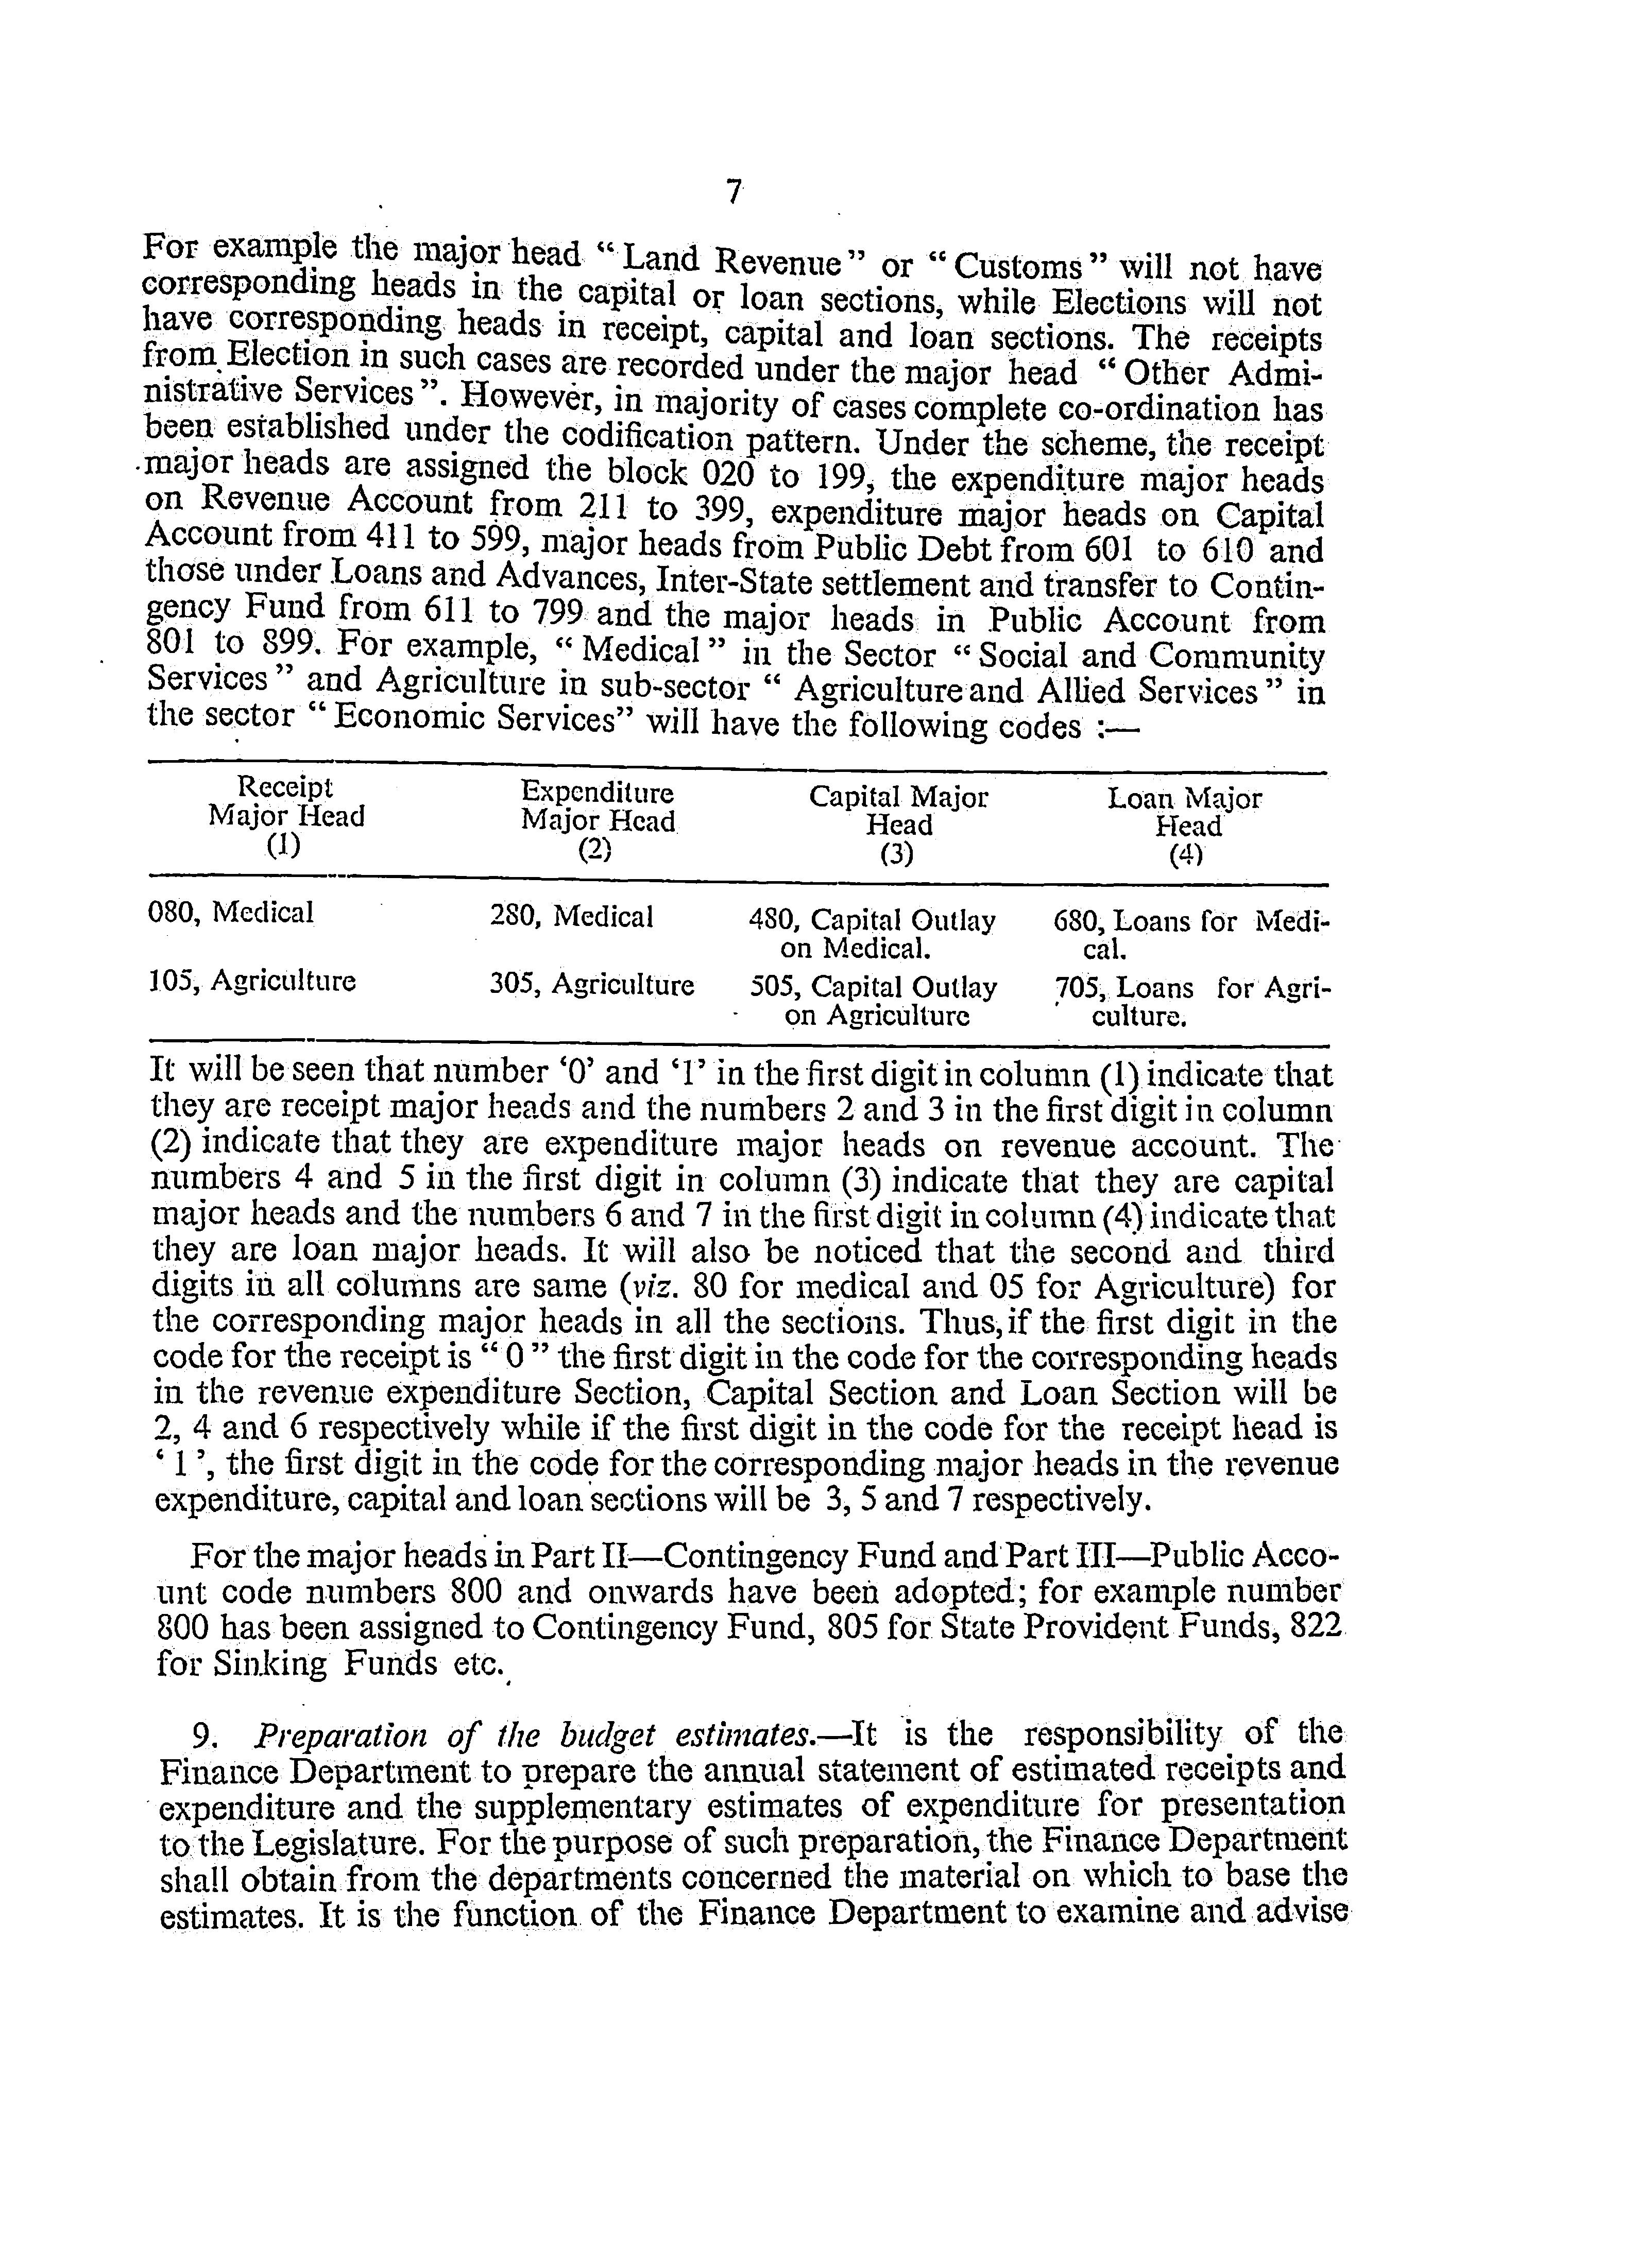 7
For example the major head “ Land Revenue ” or “ Customs ” will not have
corresponding heads in the capital or loan sections, while Elections will not
have corresponding heads in receipt, capital and loan sections. The receipts
from Election in such cases are recorded under the major head “ Other Admi-
nistrative Services ”. However, in majority of cases complete co-ordination has
been established under the codification pattern. Under the scheme, the receipt
major heads are assigned the block 020 to 199, the expenditure major heads
on Revenue Account from 211 to 399, expenditure major heads on Capital
Account from 411 to 599, major heads from Public Debt from 601 to 610 and
those under Loans and Advances, Inter-State settlement and transfer to Contin-
gency Fund from 611 to 799 and the major heads in Public Account from
801 to 899. For example, “ Medical ” in the Sector “ Social and Community
Services ” and Agriculture in sub-sector “ Agriculture and Allied Services ” in
the sector “ Economic Services” will have the following codes :—
Receipt Expenditure Capital Major Loan Major
Major Head Major Head Head Head
(1) (2) (3) (4)
080, Medical 280, Medical 480, Capital Outlay 680, Loans for Medi-
on Medical. cal.
105, Agriculture 305, Agriculture 505, Capital Outlay 705, Loans for Agri-
on Agriculture culture.
It will be seen that number ‘0’ and ‘1’ in the first digit in column (1) indicate that
they are receipt major heads and the numbers 2 and 3 in the first digit in column
(2) indicate that they are expenditure major heads on revenue account. The
numbers 4 and 5 in the first digit in column (3) indicate that they are capital
major heads and the numbers 6 and 7 in the first digit in column (4) indicate that
they are loan major heads. It will also be noticed that the second and third
digits in all columns are same (viz. 80 for medical and 05 for Agriculture) for
the corresponding major heads in all the sections. Thus, if the first digit in the
code for the receipt is “ 0 ” the first digit in the code for the corresponding heads
in the revenue expenditure Section, Capital Section and Loan Section will be
2, 4 and 6 respectively while if the first digit in the code for the receipt head is
‘ 1 ’, the first digit in the code for the corresponding major heads in the revenue
expenditure, capital and loan sections will be 3, 5 and 7 respectively.
For the major heads in Part II—Contingency Fund and Part III—Public Acco-
unt code numbers 800 and onwards have been adopted; for example number
800 has been assigned to Contingency Fund, 805 for State Provident Funds, 822
for Sinking Funds etc.
9. Preparation of the budget estimates.—It is the responsibility of the
Finance Department to prepare the annual statement of estimated receipts and
expenditure and the supplementary estimates of expenditure for presentation
to the Legislature. For the purpose of such preparation, the Finance Department
shall obtain from the departments concerned the material on which to base the
estimates. It is the function of the Finance Department to examine and advise